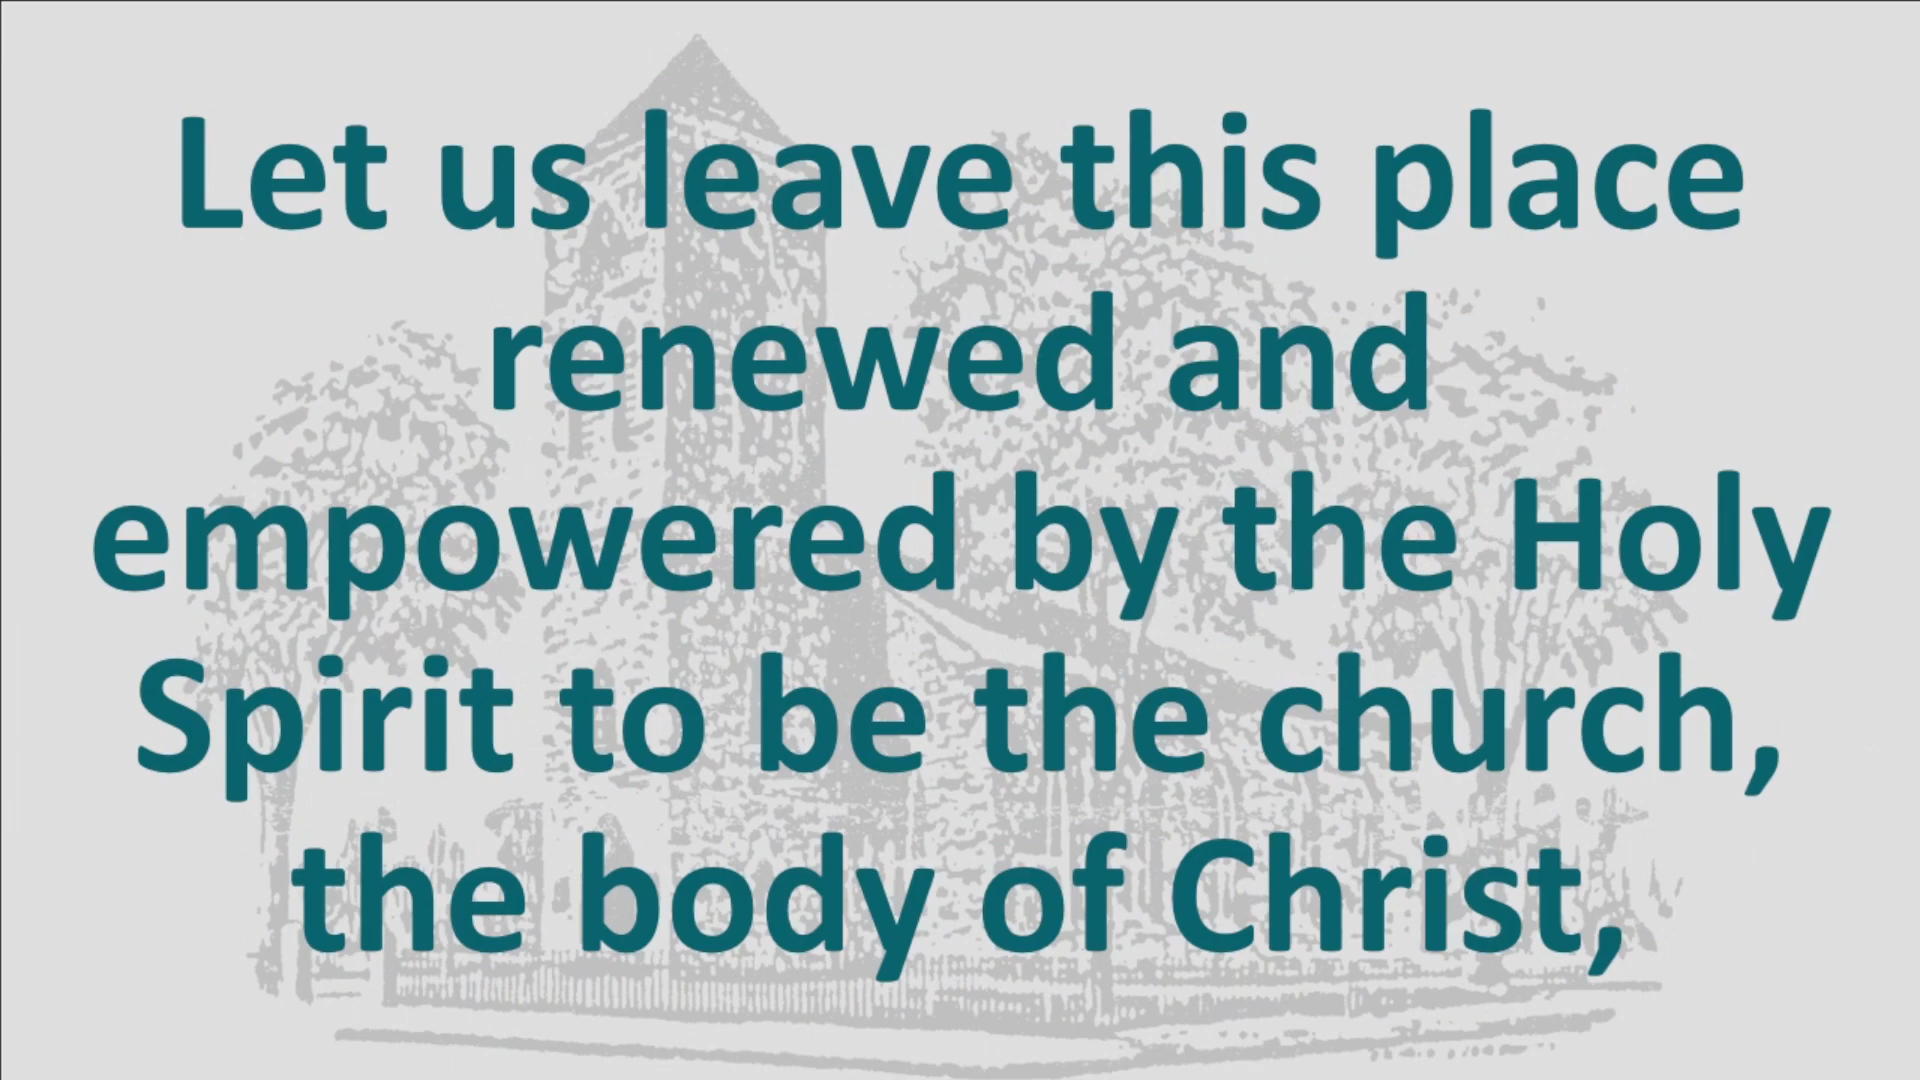 Let us leave this place
renewed and
empowered by the Holy
Spirit to be the church,
the body of Christ,